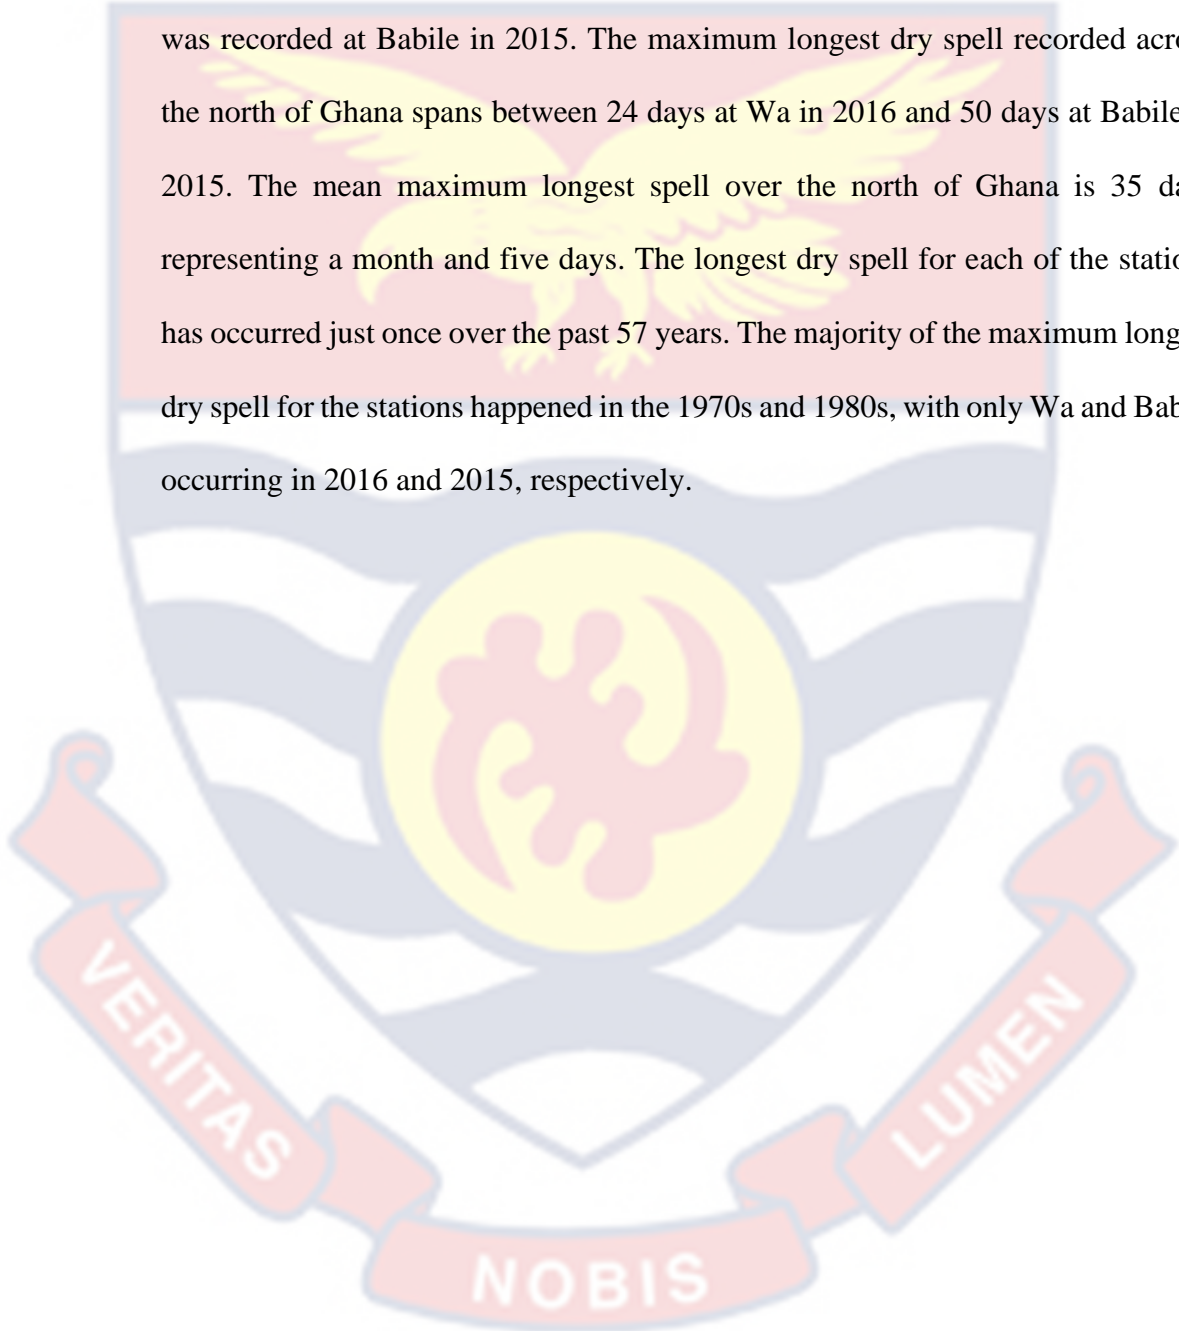 was recorded at Babile in 2015. The maximum longest dry spell recorded acro
the north of Ghana spans between 24 days at Wa in 2016 and 50 days at Babile
2015. The mean maximum longest spell over the north of Ghana is 35 da
representing a month and five days. The longest dry spell for each of the statio
has occurred just once over the past 57 years. The majority of the maximum long
dry spell for the stations happened in the 1970s and 1980s, with only Wa and Bab
occurring in 2016 and 2015, respectively.
VERITAS
NOBIS
LUMEN